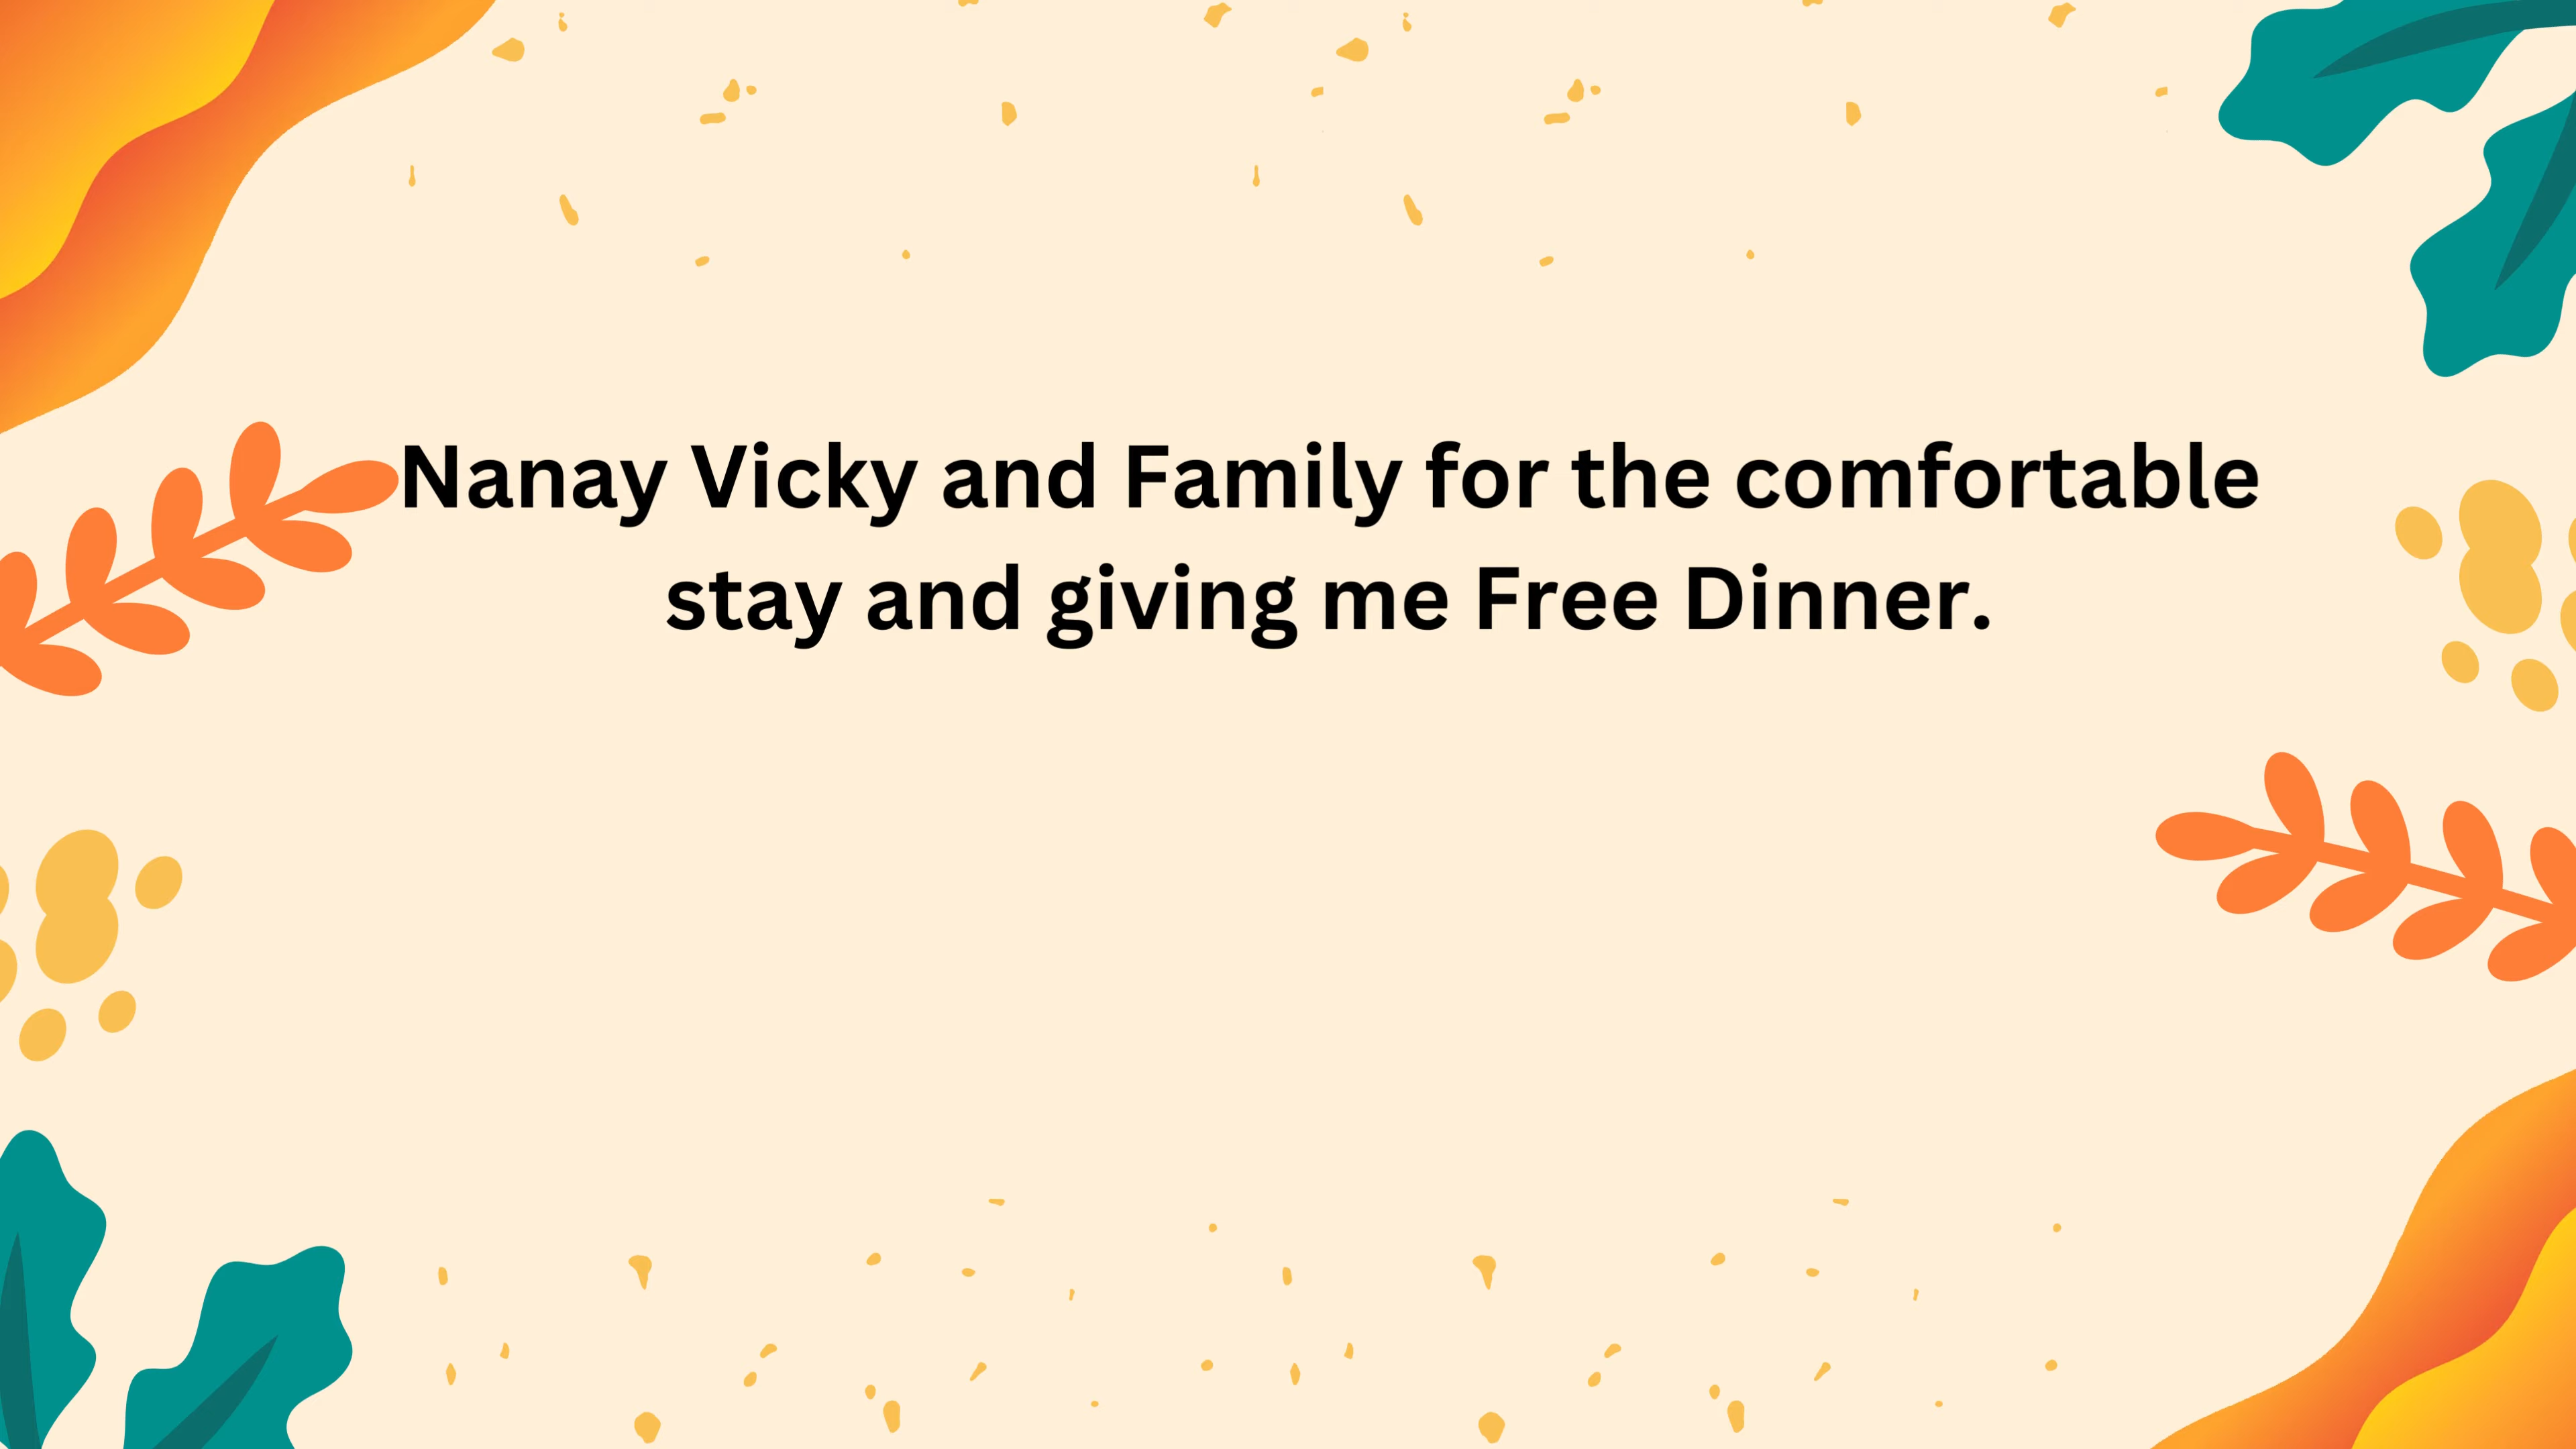 Nanay Vicky and Family for the comfortable
stay and giving me Free Dinner.